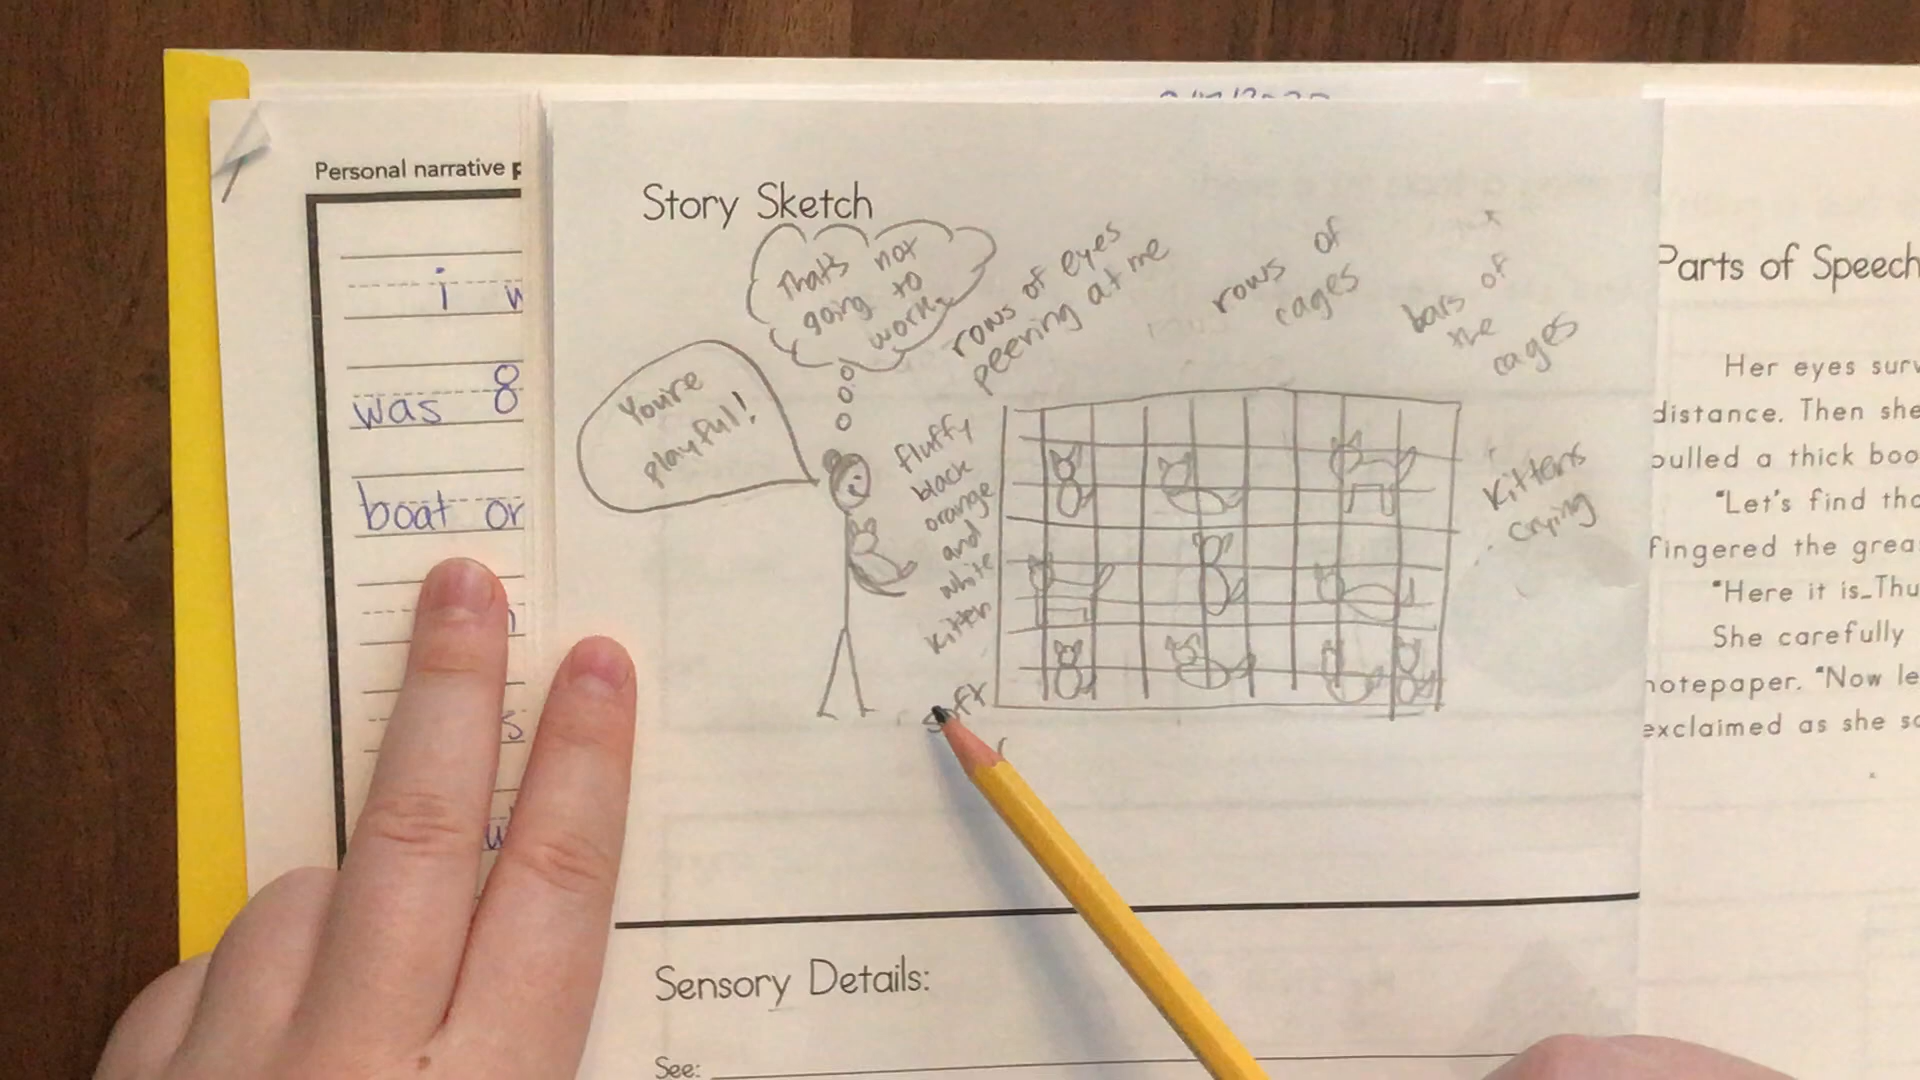 Personal narrative
i
was 8
boat or
Story Sketch
That's not
going to
work.
You're
playful!
rows of eyes
peering at me
rows of
cages
bars of
the
cages
fluffy
black
orange
and
white
kitten
soft
kittens
crying
Sensory Details:
See:
Parts of Speech
Her eyes surv
distance. Then she
pulled a thick boo
"Let's find tha
fingered the grea
"Here it is_Thu
She carefully
notepaper. "Now le
exclaimed as she sc